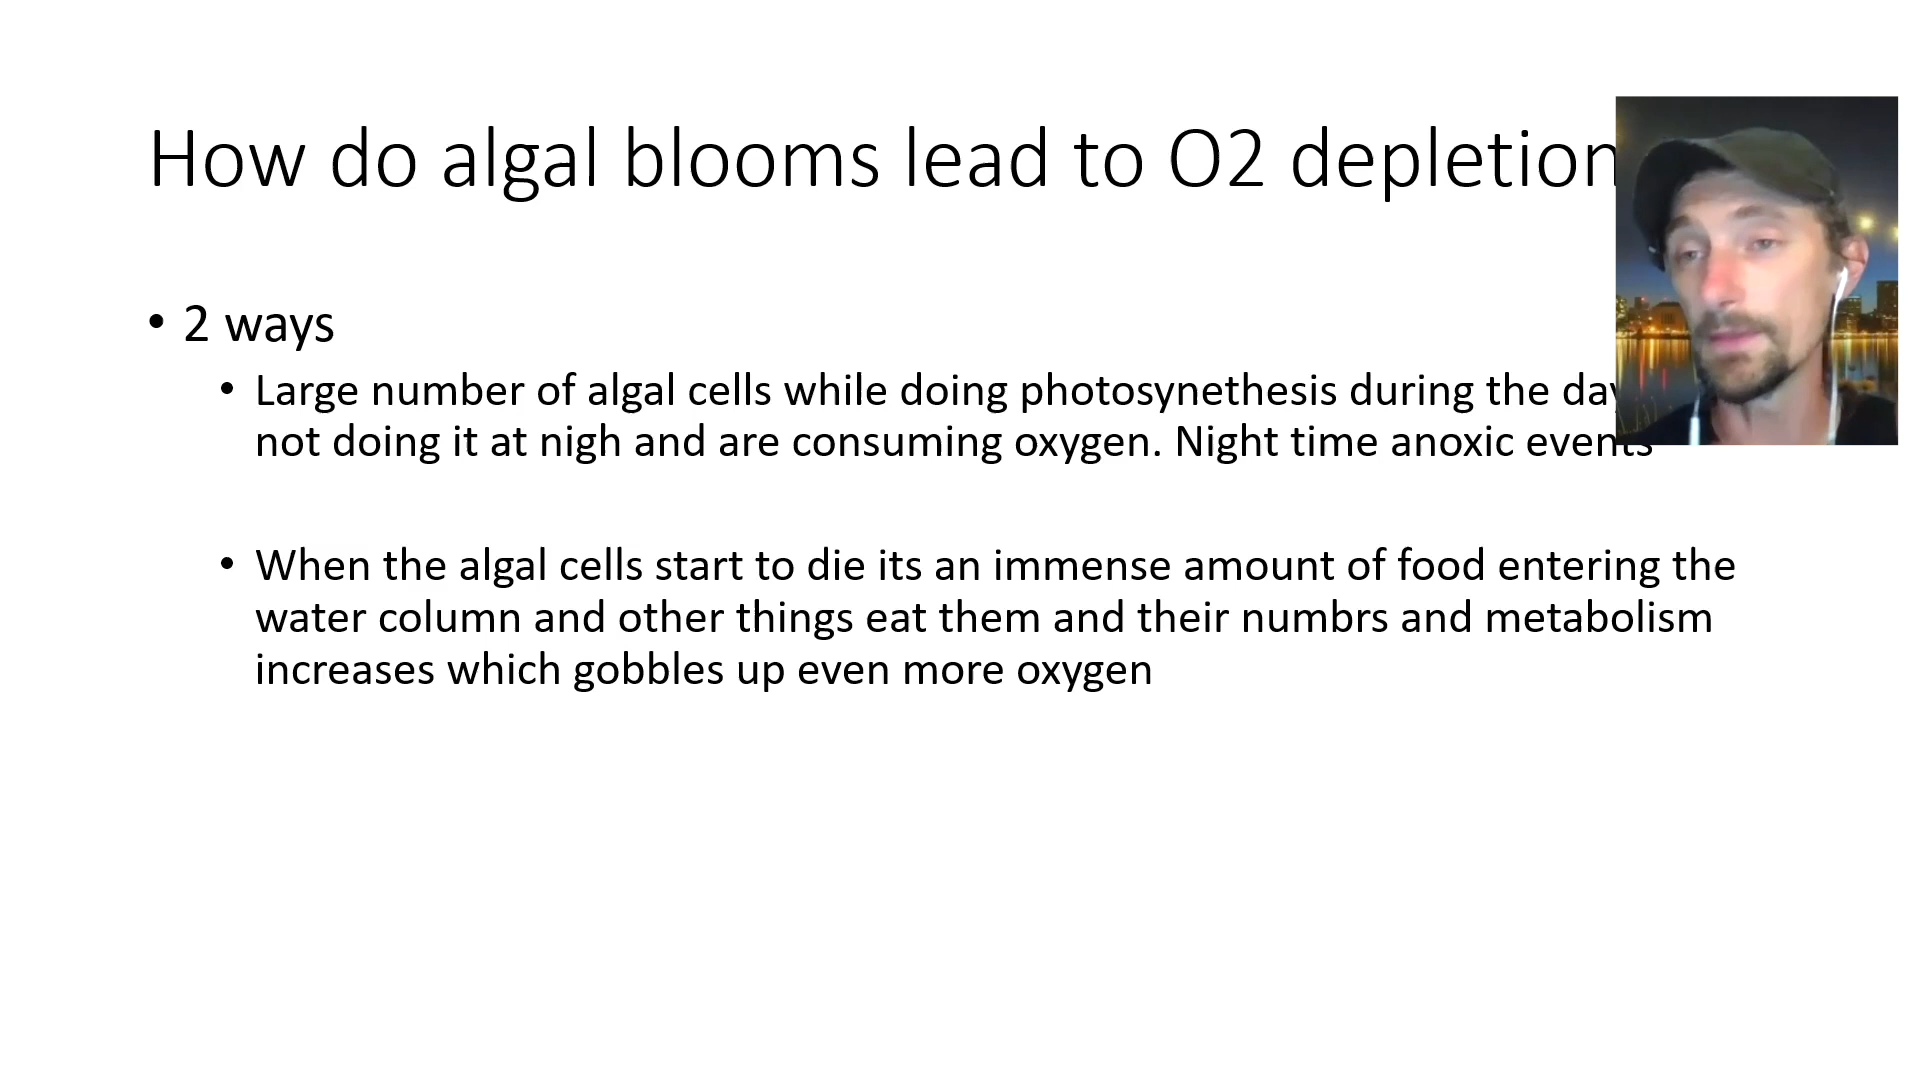 How do algal blooms lead to O2 depletion
• 2 ways
• Large number of algal cells while doing photosynethesis during the day
not doing it at nigh and are consuming oxygen. Night time anoxic events
• When the algal cells start to die its an immense amount of food entering the
water column and other things eat them and their numbrs and metabolism
increases which gobbles up even more oxygen